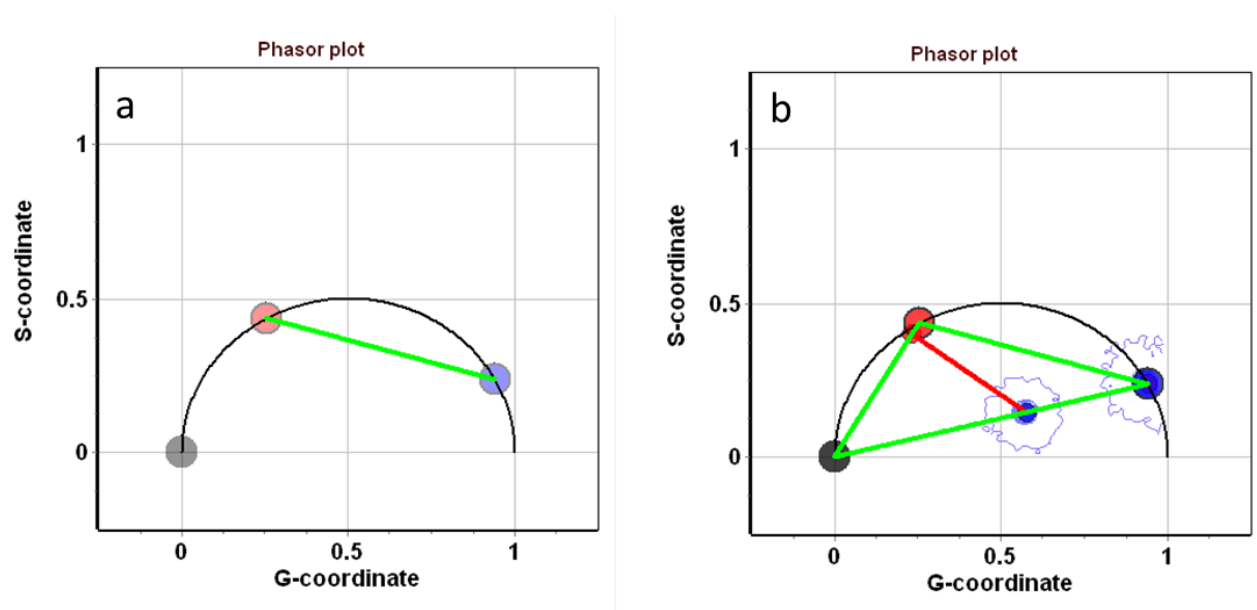 Phasor plot
a
1
0.5
0
S-coordinate
0 0.5 1
G-coordinate
Phasor plot
b
1
0.5
0
S-coordinate
0 0.5 1
G-coordinate